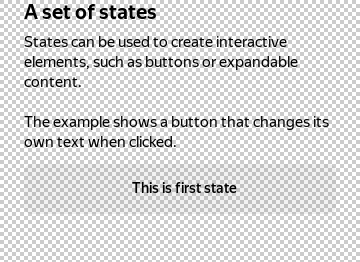 A set of states
States can be used to create interactive
elements, such as buttons or expandable
content.
The example shows a button that changes its
own text when clicked.
This is first state